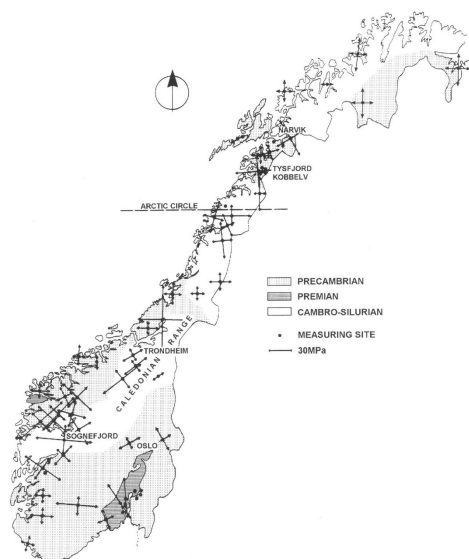 NARVIK
TYSFJORD
KOBBELV
ARCTIC CIRCLE
PRECAMBRIAN
PREMIAN
CAMBRO-SILURIAN
MEASURING SITE
30MPa
TRONDHEIM
CALEDONIAN RANGE
SOGNEFJORD
OSLO